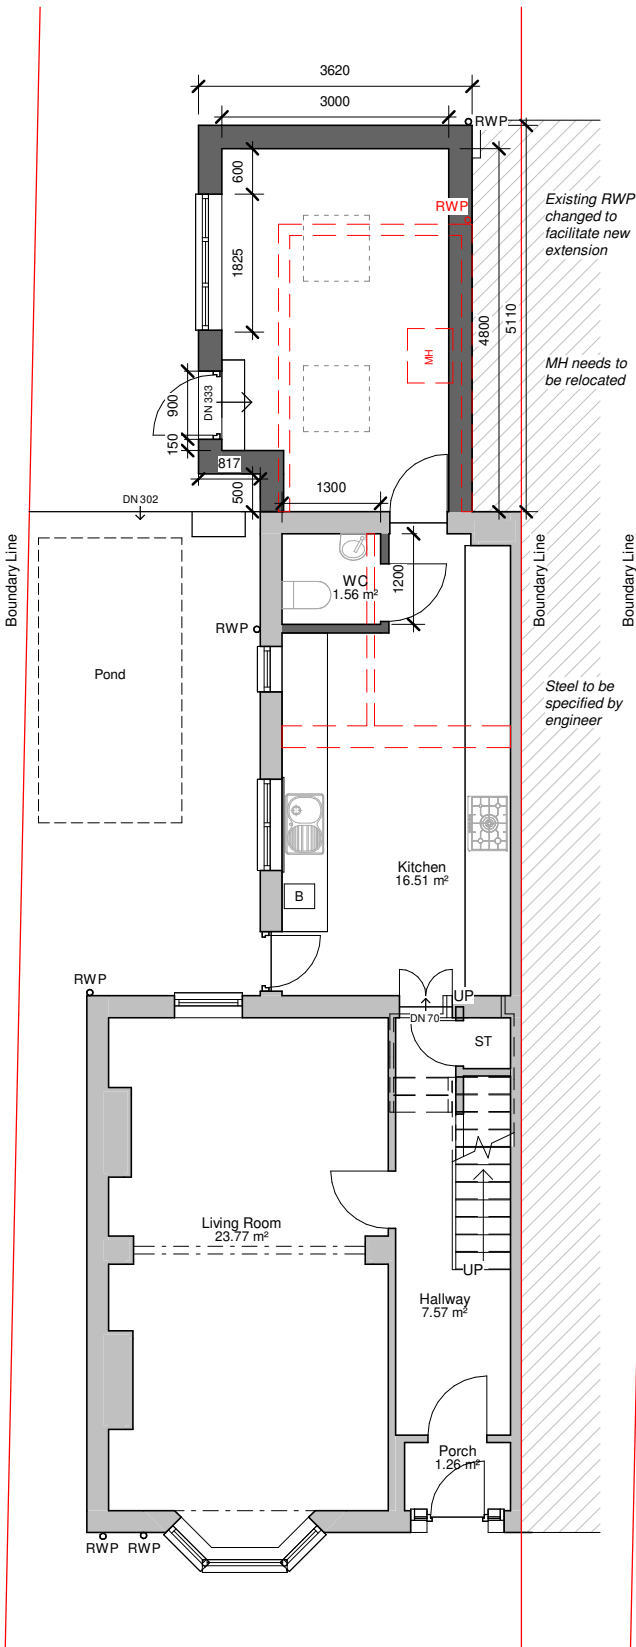 3620
3000
RWP
600
RWP
Existing RWP
changed to
facilitate new
extension
1825
4800
5110
MH
MH needs to
be relocated
900
DN 333
150
817
500
1300
DN 302
Boundary Line
WC
1.56 m²
1200
Boundary Line
Boundary Line
RWP
Pond
Steel to be
specified by
engineer
Kitchen
16.51 m²
B
RWP
UP
DN 70
ST
Living Room
23.77 m²
UP
Hallway
7.57 m²
Porch
1.26 m²
RWP
RWP